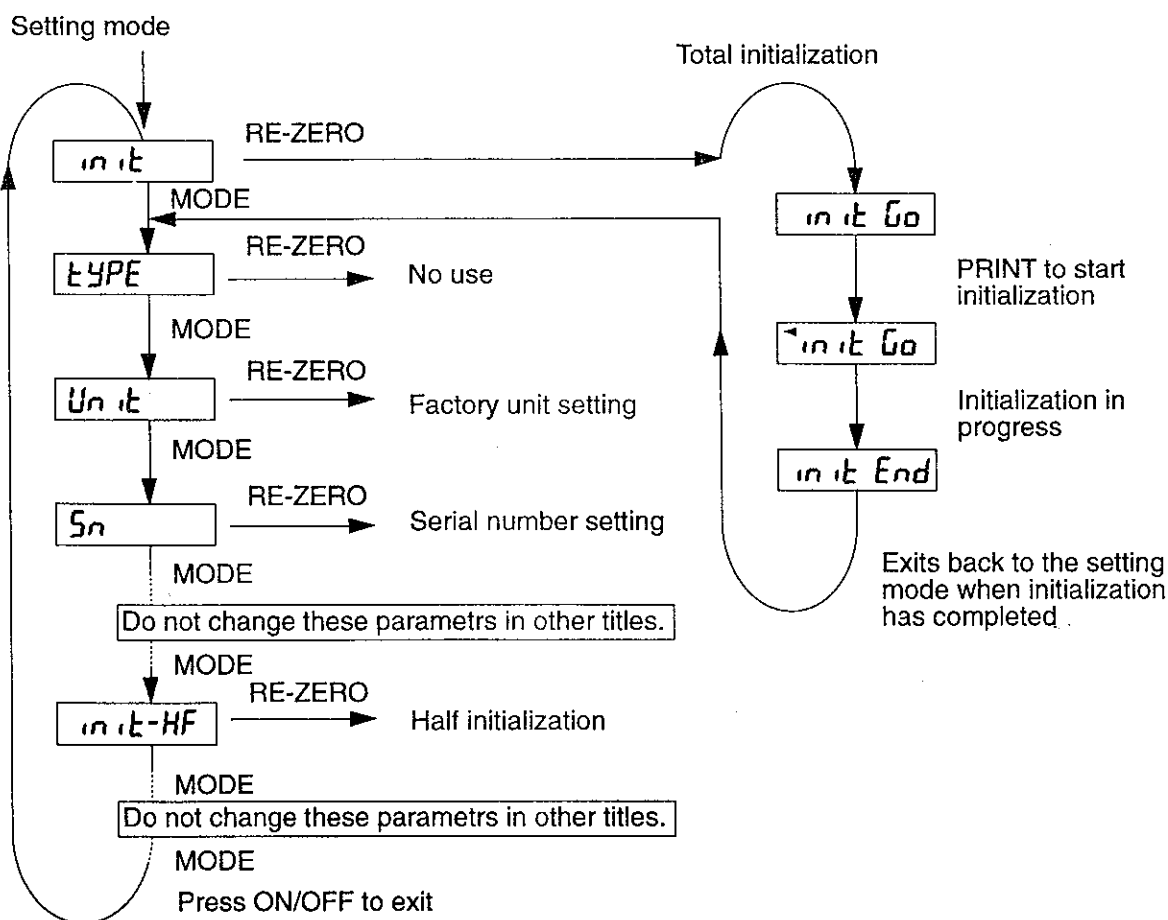 Setting mode
Total initialization
init
RE-ZERO
MODE
tYPE
RE-ZERO
No use
MODE
Unit
RE-ZERO
Factory unit setting
MODE
Sn
RE-ZERO
Serial number setting
MODE
Do not change these parametrs in other titles.
MODE
init-HF
RE-ZERO
Half initialization
MODE
Do not change these parametrs in other titles.
MODE
Press ON/OFF to exit
init Go
PRINT to start
initialization
init Go
Initialization in
progress
init End
Exits back to the setting
mode when initialization
has completed